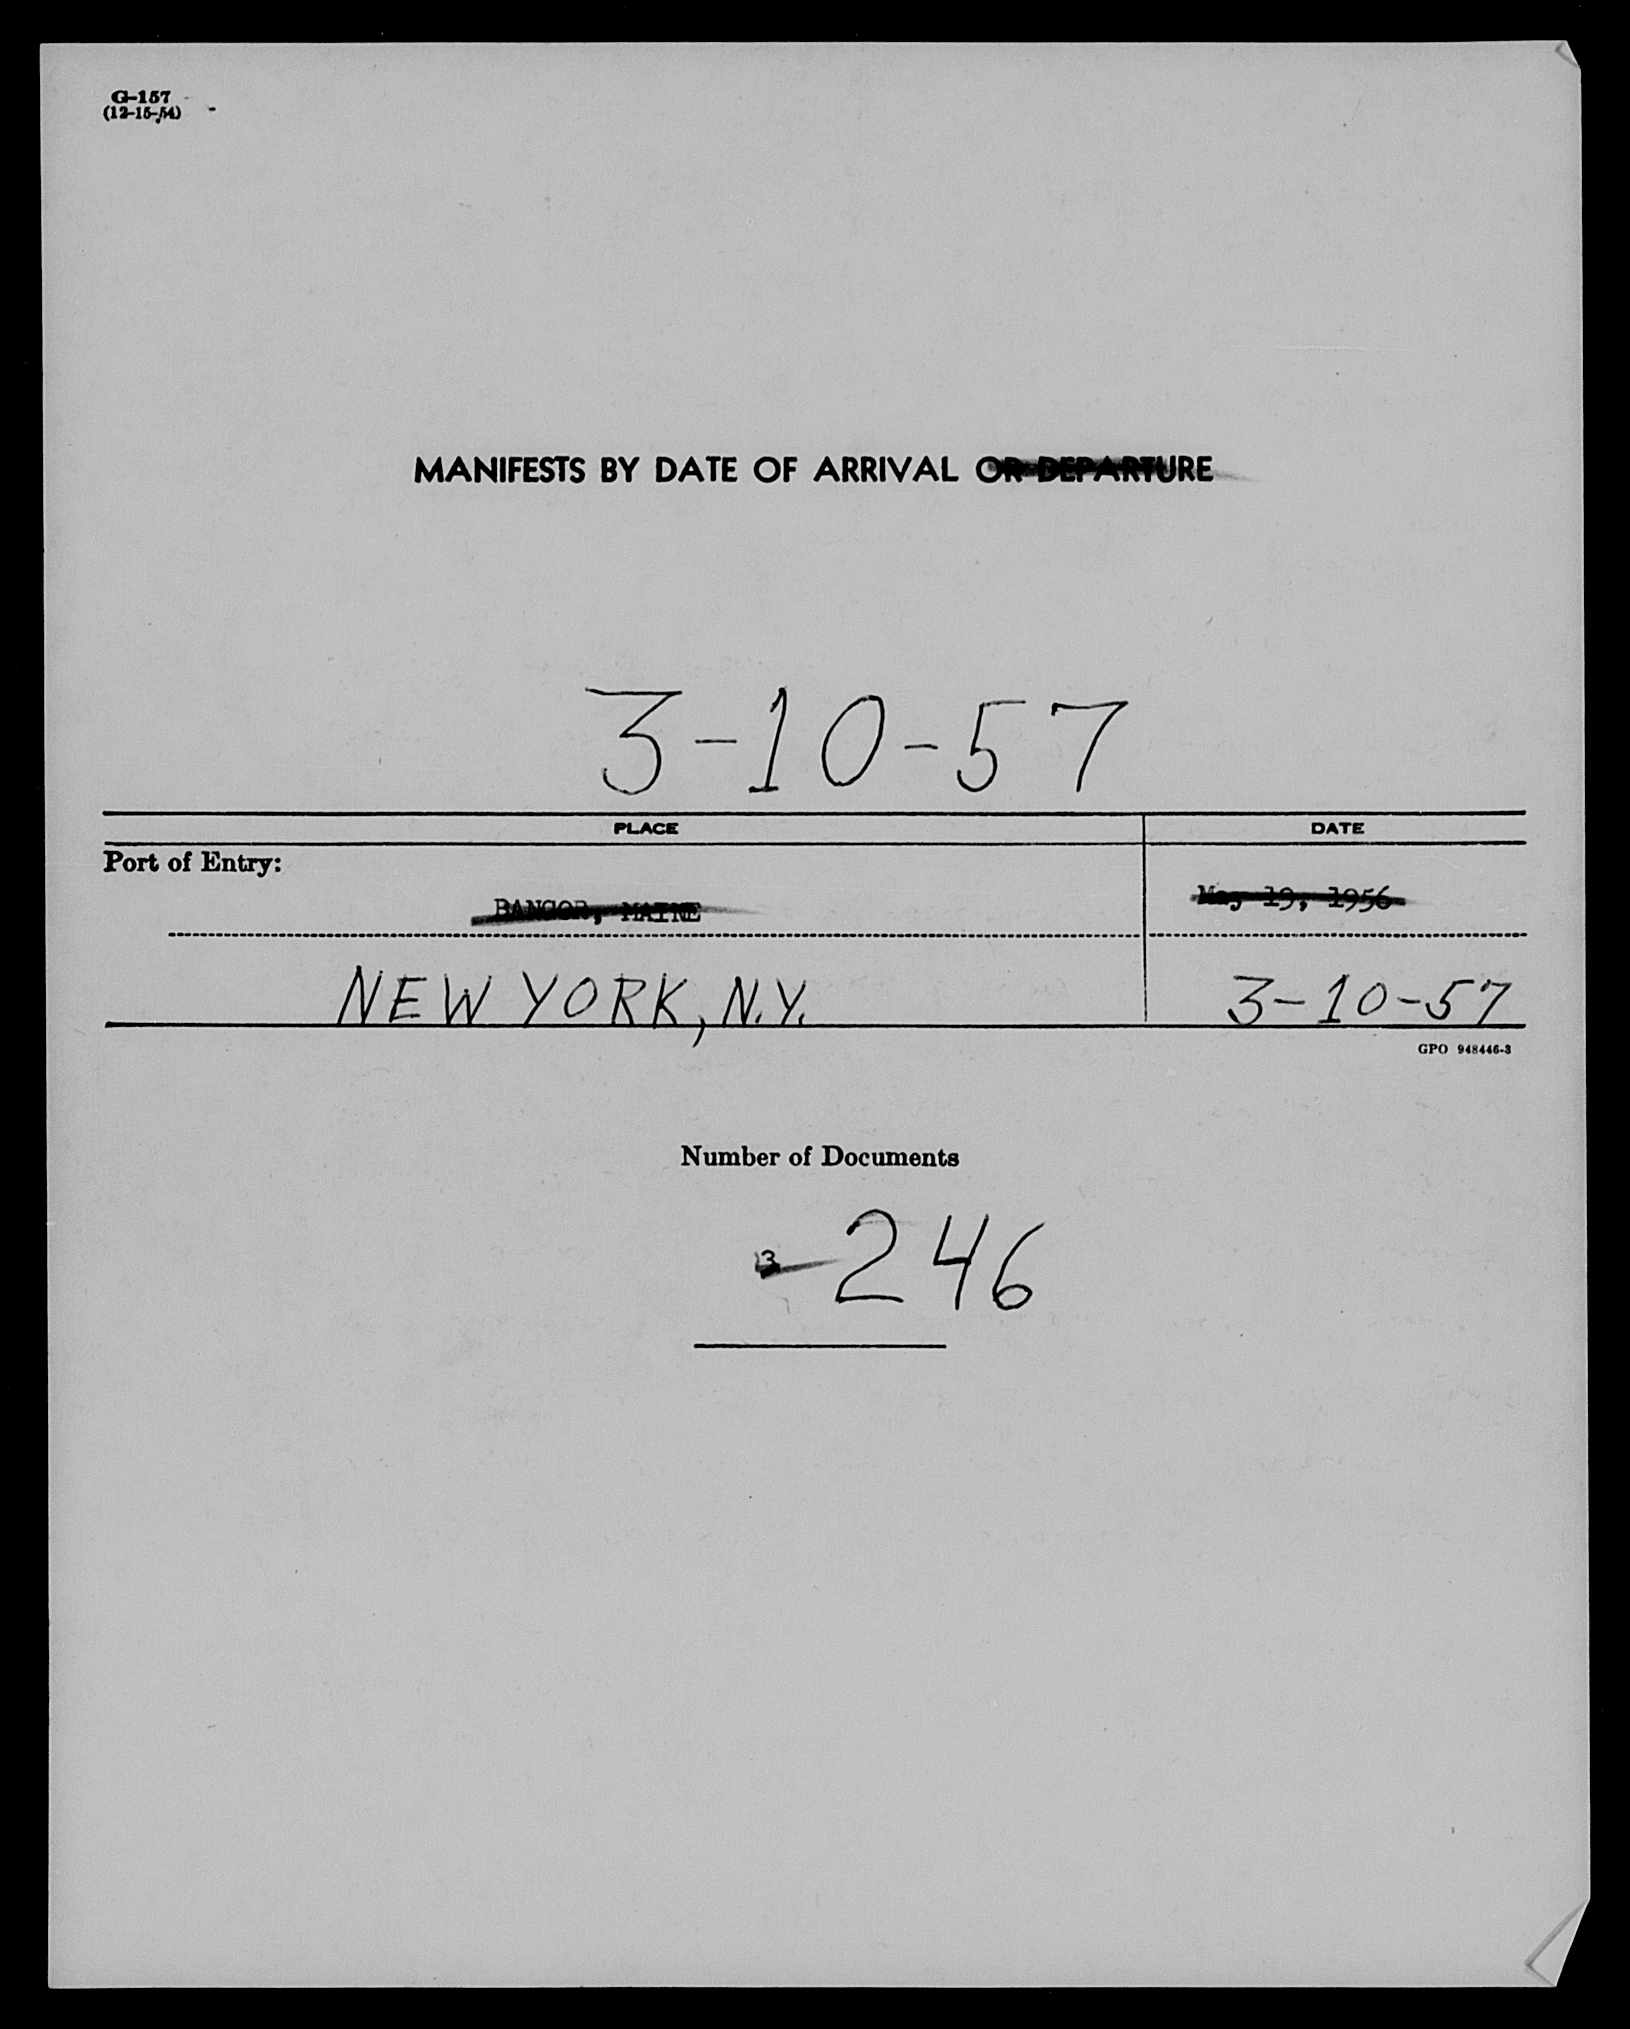 G-157
(12-15-54)
MANIFESTS BY DATE OF ARRIVAL OR DEPARTURE
3-10-57
PLACE DATE
Port of Entry:
BANGOR, MAINE May 19, 1956
NEW YORK, N.Y. 3-10-57
GPO 948446-3
Number of Documents
246